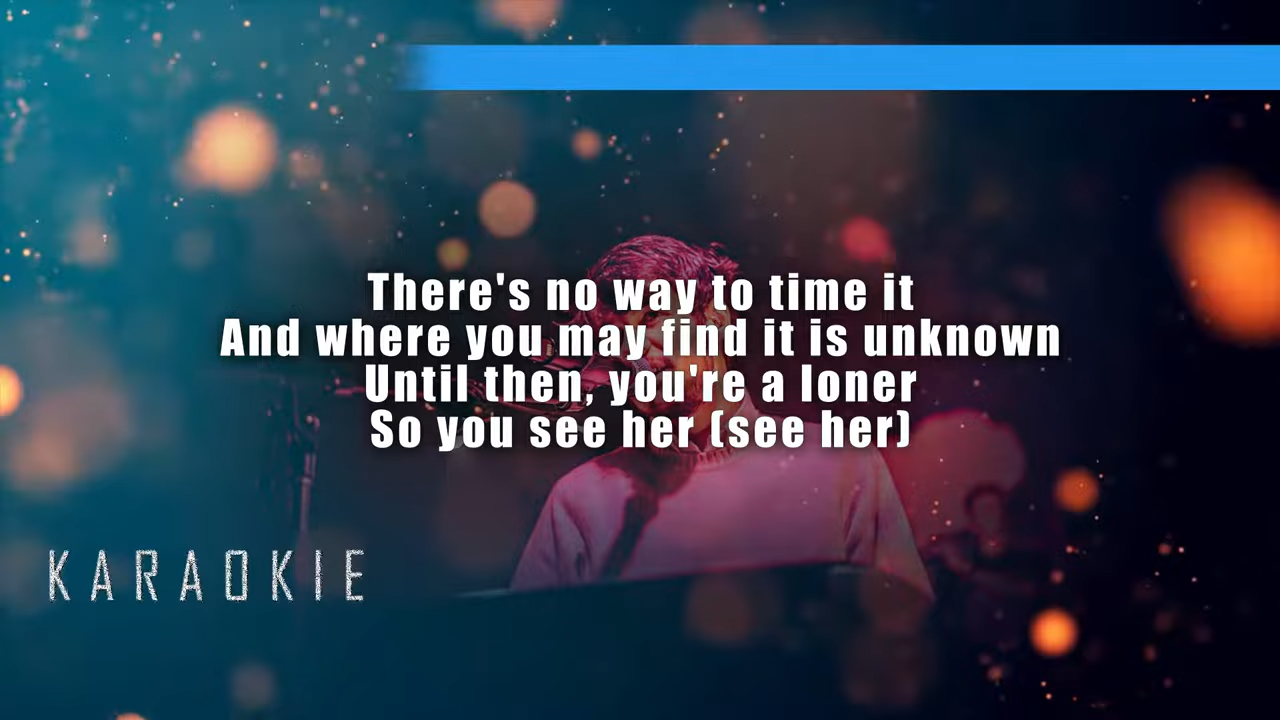 There's no way to time it
And where you may find it is unknown
Until then, you're a loner
So you see her (see her)
KARAOKIE